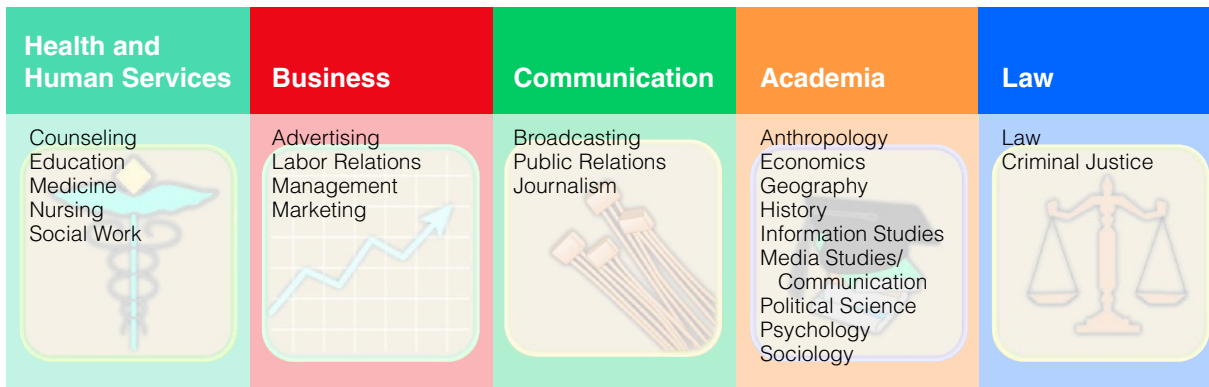 Health and
Human Services
Business
Communication
Academia
Law
Counseling
Education
Medicine
Nursing
Social Work
Advertising
Labor Relations
Management
Marketing
Broadcasting
Public Relations
Journalism
Anthropology
Economics
Geography
History
Information Studies
Media Studies/
Communication
Political Science
Psychology
Sociology
Law
Criminal Justice